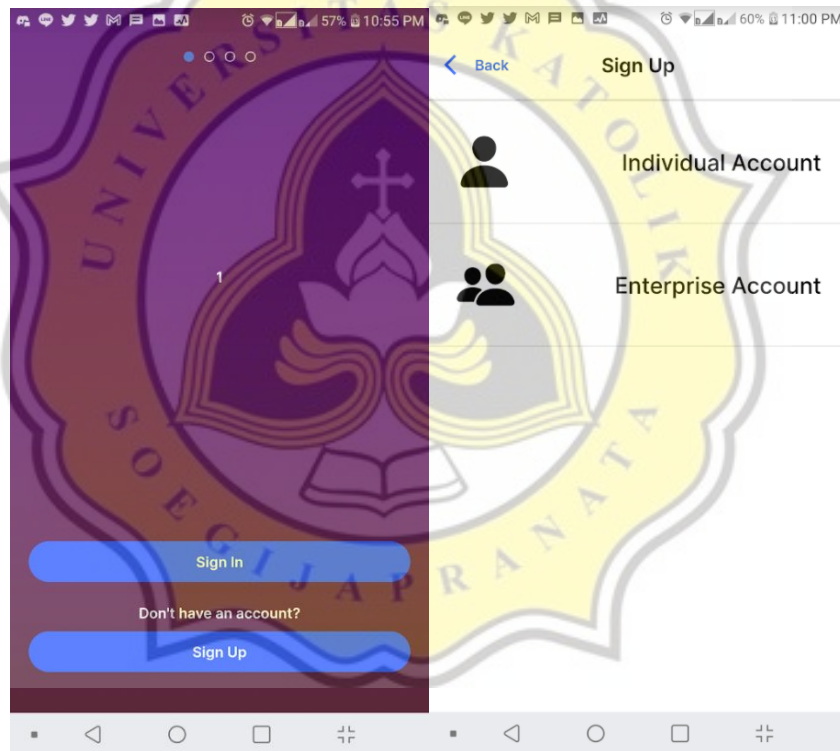 57% 10:55 PM
1
Sign In
Don't have an account?
Sign Up
60% 11:00 PM
Back
Sign Up
Individual Account
Enterprise Account
UNIVERSITAS KATOLIK
SOEGIJAPRANATA